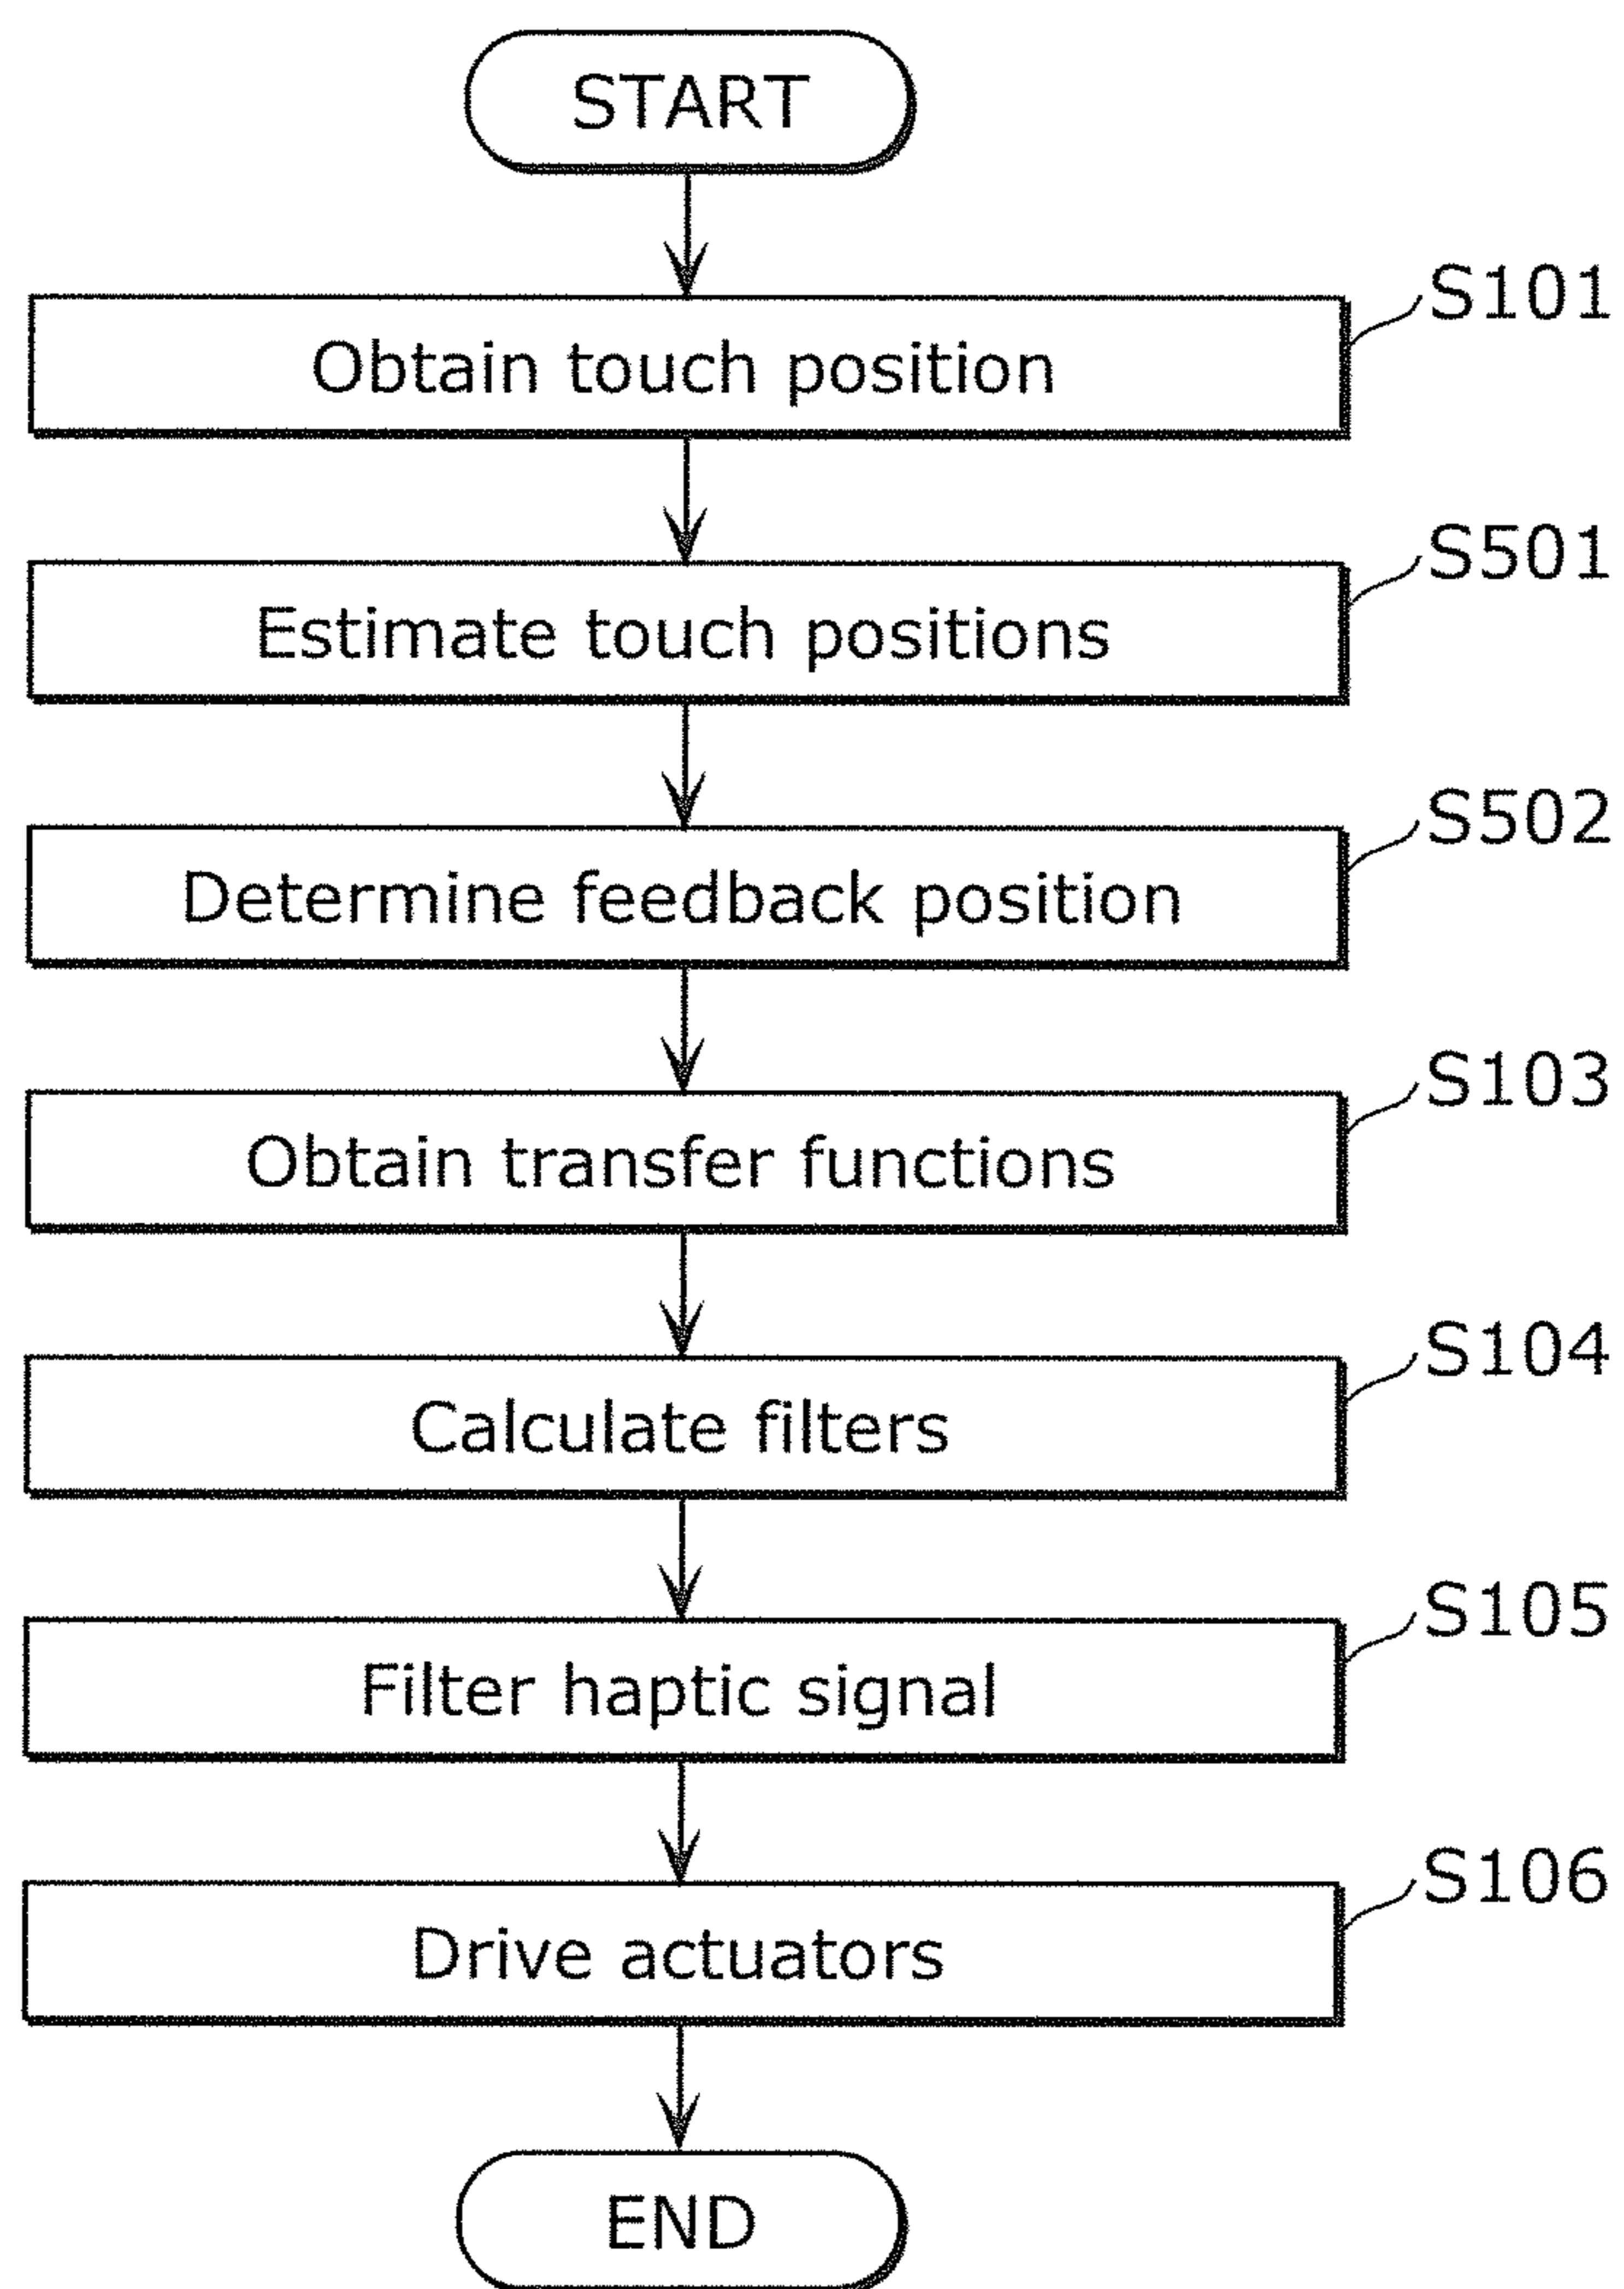 START
S101
Obtain touch position
S501
Estimate touch positions
S502
Determine feedback position
S103
Obtain transfer functions
S104
Calculate filters
S105
Filter haptic signal
S106
Drive actuators
END